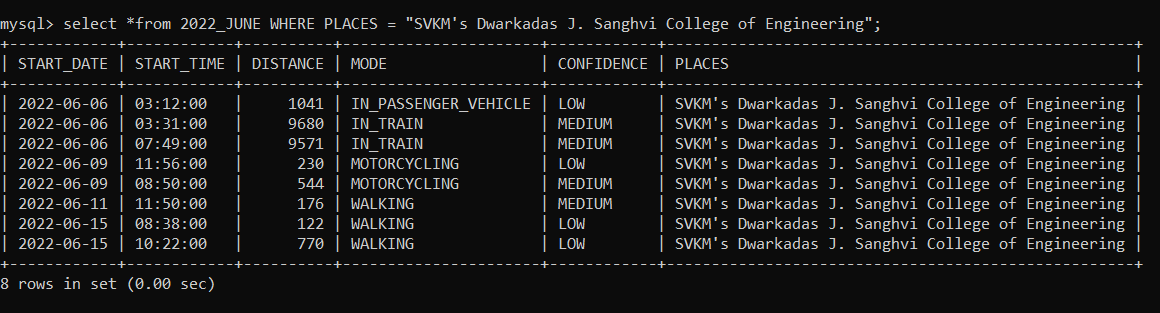 mysql> select *from 2022_JUNE WHERE PLACES = "SVKM's Dwarkadas J. Sanghvi College of Engineering";
+------------+------------+----------+----------------------+------------+----------------------------------------------------+
| START_DATE | START_TIME | DISTANCE | MODE                 | CONFIDENCE | PLACES                                             |
+------------+------------+----------+----------------------+------------+----------------------------------------------------+
| 2022-06-06 | 03:12:00   |     1041 | IN_PASSENGER_VEHICLE | LOW        | SVKM's Dwarkadas J. Sanghvi College of Engineering |
| 2022-06-06 | 03:31:00   |     9680 | IN_TRAIN             | MEDIUM     | SVKM's Dwarkadas J. Sanghvi College of Engineering |
| 2022-06-06 | 07:49:00   |     9571 | IN_TRAIN             | MEDIUM     | SVKM's Dwarkadas J. Sanghvi College of Engineering |
| 2022-06-09 | 11:56:00   |      230 | MOTORCYCLING         | LOW        | SVKM's Dwarkadas J. Sanghvi College of Engineering |
| 2022-06-09 | 08:50:00   |      544 | MOTORCYCLING         | MEDIUM     | SVKM's Dwarkadas J. Sanghvi College of Engineering |
| 2022-06-11 | 11:50:00   |      176 | WALKING              | MEDIUM     | SVKM's Dwarkadas J. Sanghvi College of Engineering |
| 2022-06-15 | 08:38:00   |      122 | WALKING              | LOW        | SVKM's Dwarkadas J. Sanghvi College of Engineering |
| 2022-06-15 | 10:22:00   |      770 | WALKING              | LOW        | SVKM's Dwarkadas J. Sanghvi College of Engineering |
+------------+------------+----------+----------------------+------------+----------------------------------------------------+
8 rows in set (0.00 sec)